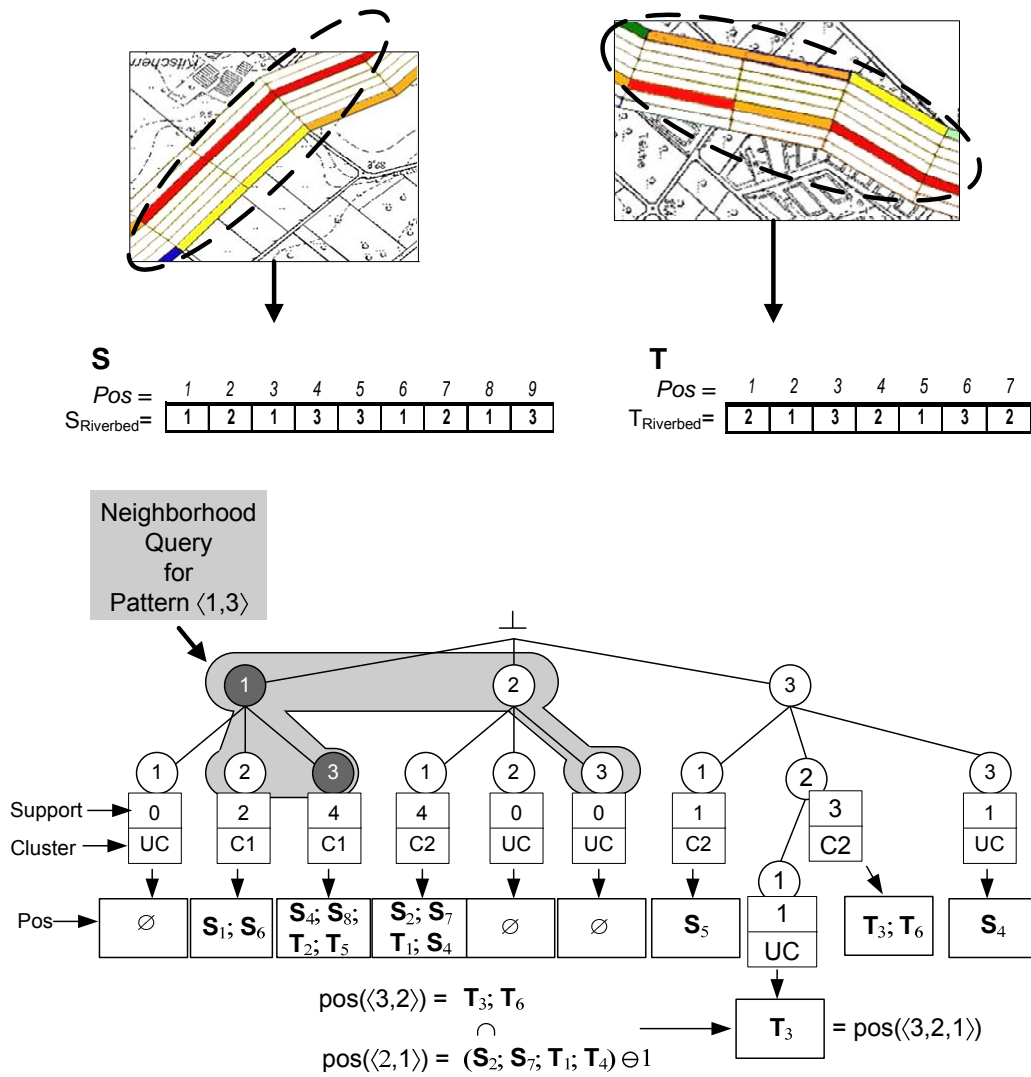 Kitscherr
S
Pos = 1 2 3 4 5 6 7 8 9
S_Riverbed= 1 2 1 3 3 1 2 1 3
T
Pos = 1 2 3 4 5 6 7
T_Riverbed= 2 1 3 2 1 3 2
Neighborhood
Query
for
Pattern ⟨1,3⟩
⊥
1 2 3
1 2 3 1 2 3 1 2 3
Support 0 2 4 4 0 0 1 3 1
Cluster UC C1 C1 C2 UC UC C2 C2 UC
1
1
UC
Pos ∅ S₁; S₆ S₄; S₈; T₂; T₅ S₂; S₇ T₁; S₄ ∅ ∅ S₅ T₃; T₆ S₄
pos(⟨3,2⟩) = T₃; T₆
∩
pos(⟨2,1⟩) = (S₂; S₇; T₁; T₄) ⊖1
T₃ = pos(⟨3,2,1⟩)